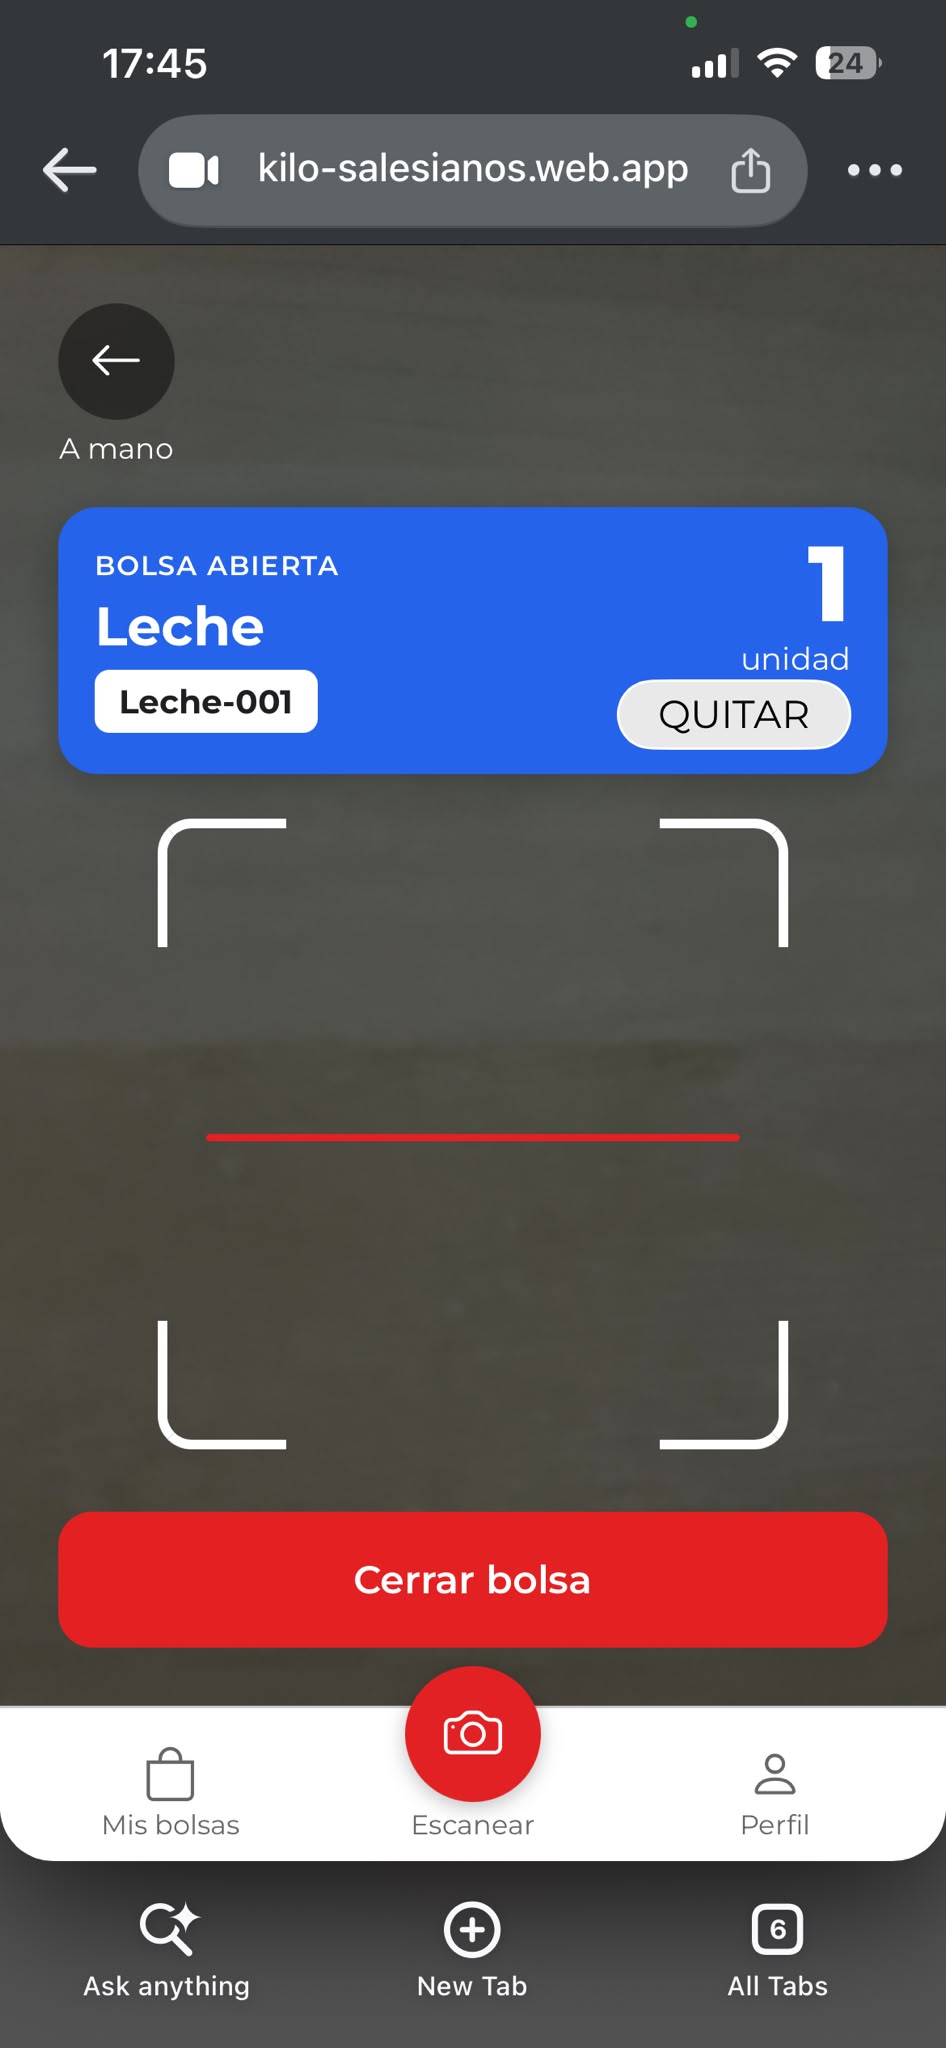 17:45
24
kilo-salesianos.web.app
A mano
BOLSA ABIERTA
Leche
Leche-001
1
unidad
QUITAR
Cerrar bolsa
Mis bolsas
Escanear
Perfil
Ask anything
New Tab
6
All Tabs